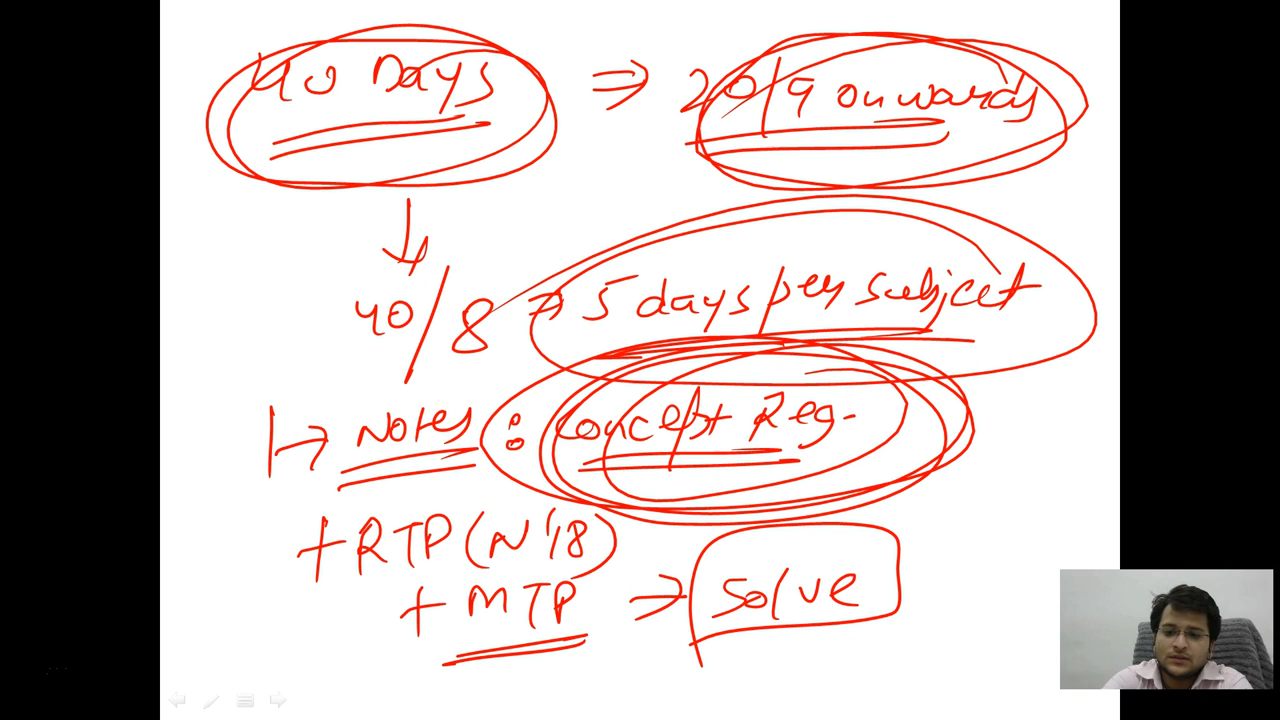 40 Days ⇒ 20/9 onwards
40/8 ⇒ 5 days per subject
↦ Notes : Concept Reg.
+ RTP (N'18)
+ MTP ⇒ Solve